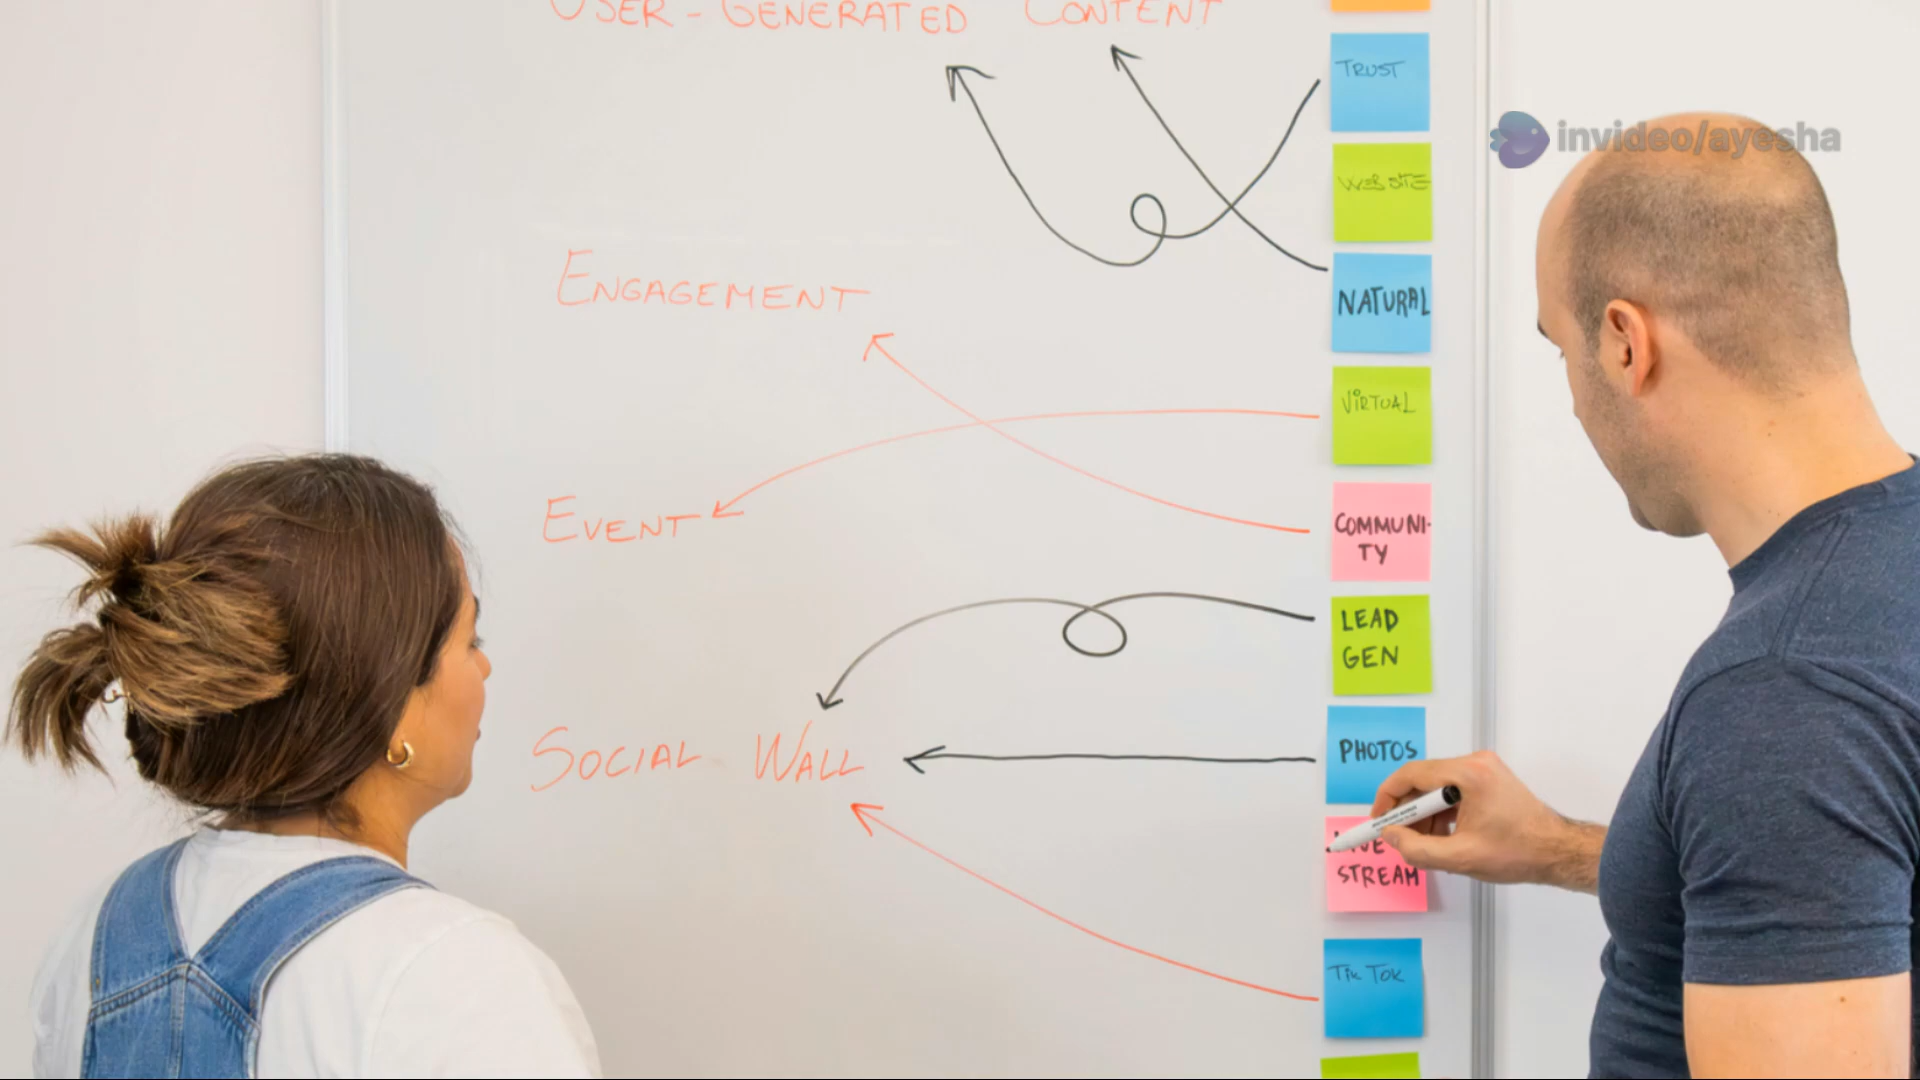 USER-GENERATED CONTENT
TRUST
invideo/ayesha
WEBSITE
ENGAGEMENT
NATURAL
VIRTUAL
EVENT
COMMUNI-
TY
LEAD
GEN
SOCIAL WALL
PHOTOS
STREAM
TIK TOK